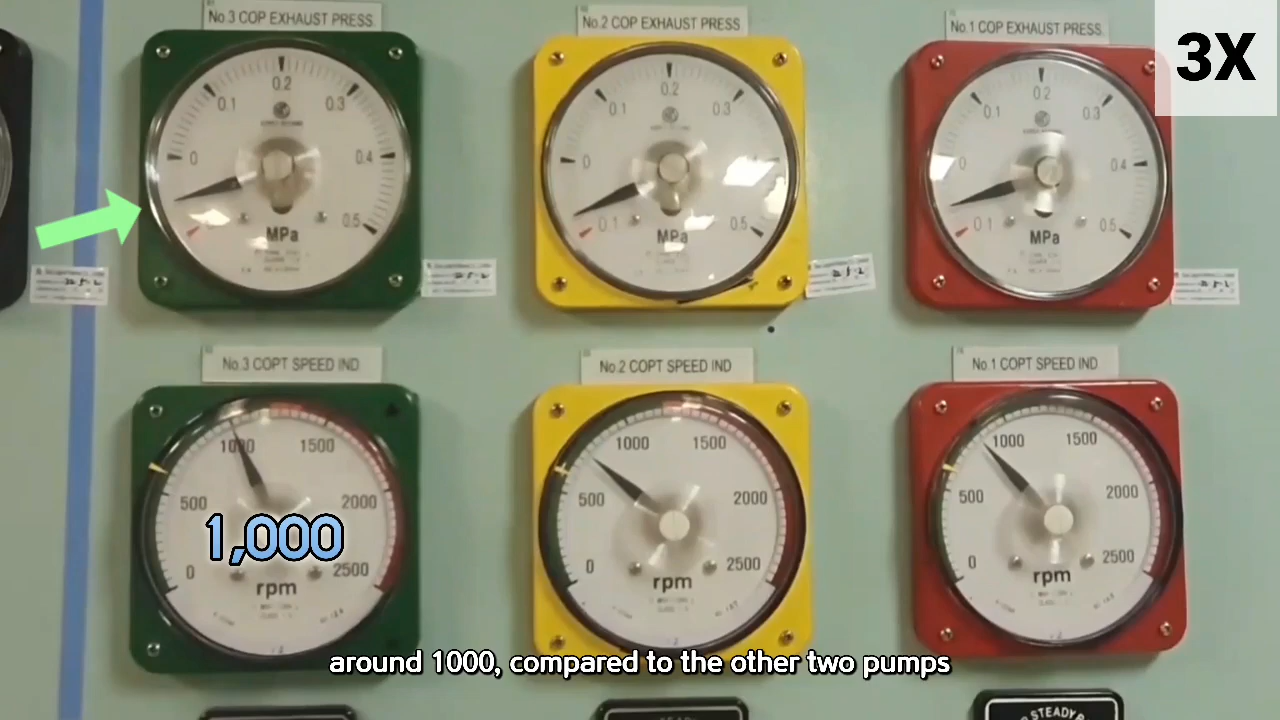 No.3 COP EXHAUST PRESS.
No.2 COP EXHAUST PRESS
No.1 COP EXHAUST PRESS.
3X
0.1 0 0.1 0.2 0.3 0.4 0.5
MPa
0.1 0 0.1 0.2 0.5
MPa
0.1 0 0.1 0.2 0.3 0.4 0.5
MPa
No.3 COPT SPEED IND
No.2 COPT SPEED IND
No.1 COPT SPEED IND
0 500 1000 1500 2000 2500
rpm
0 500 1000 1500 2000 2500
rpm
0 500 1000 1500 2000 2500
rpm
1,000
around 1000, compared to the other two pumps